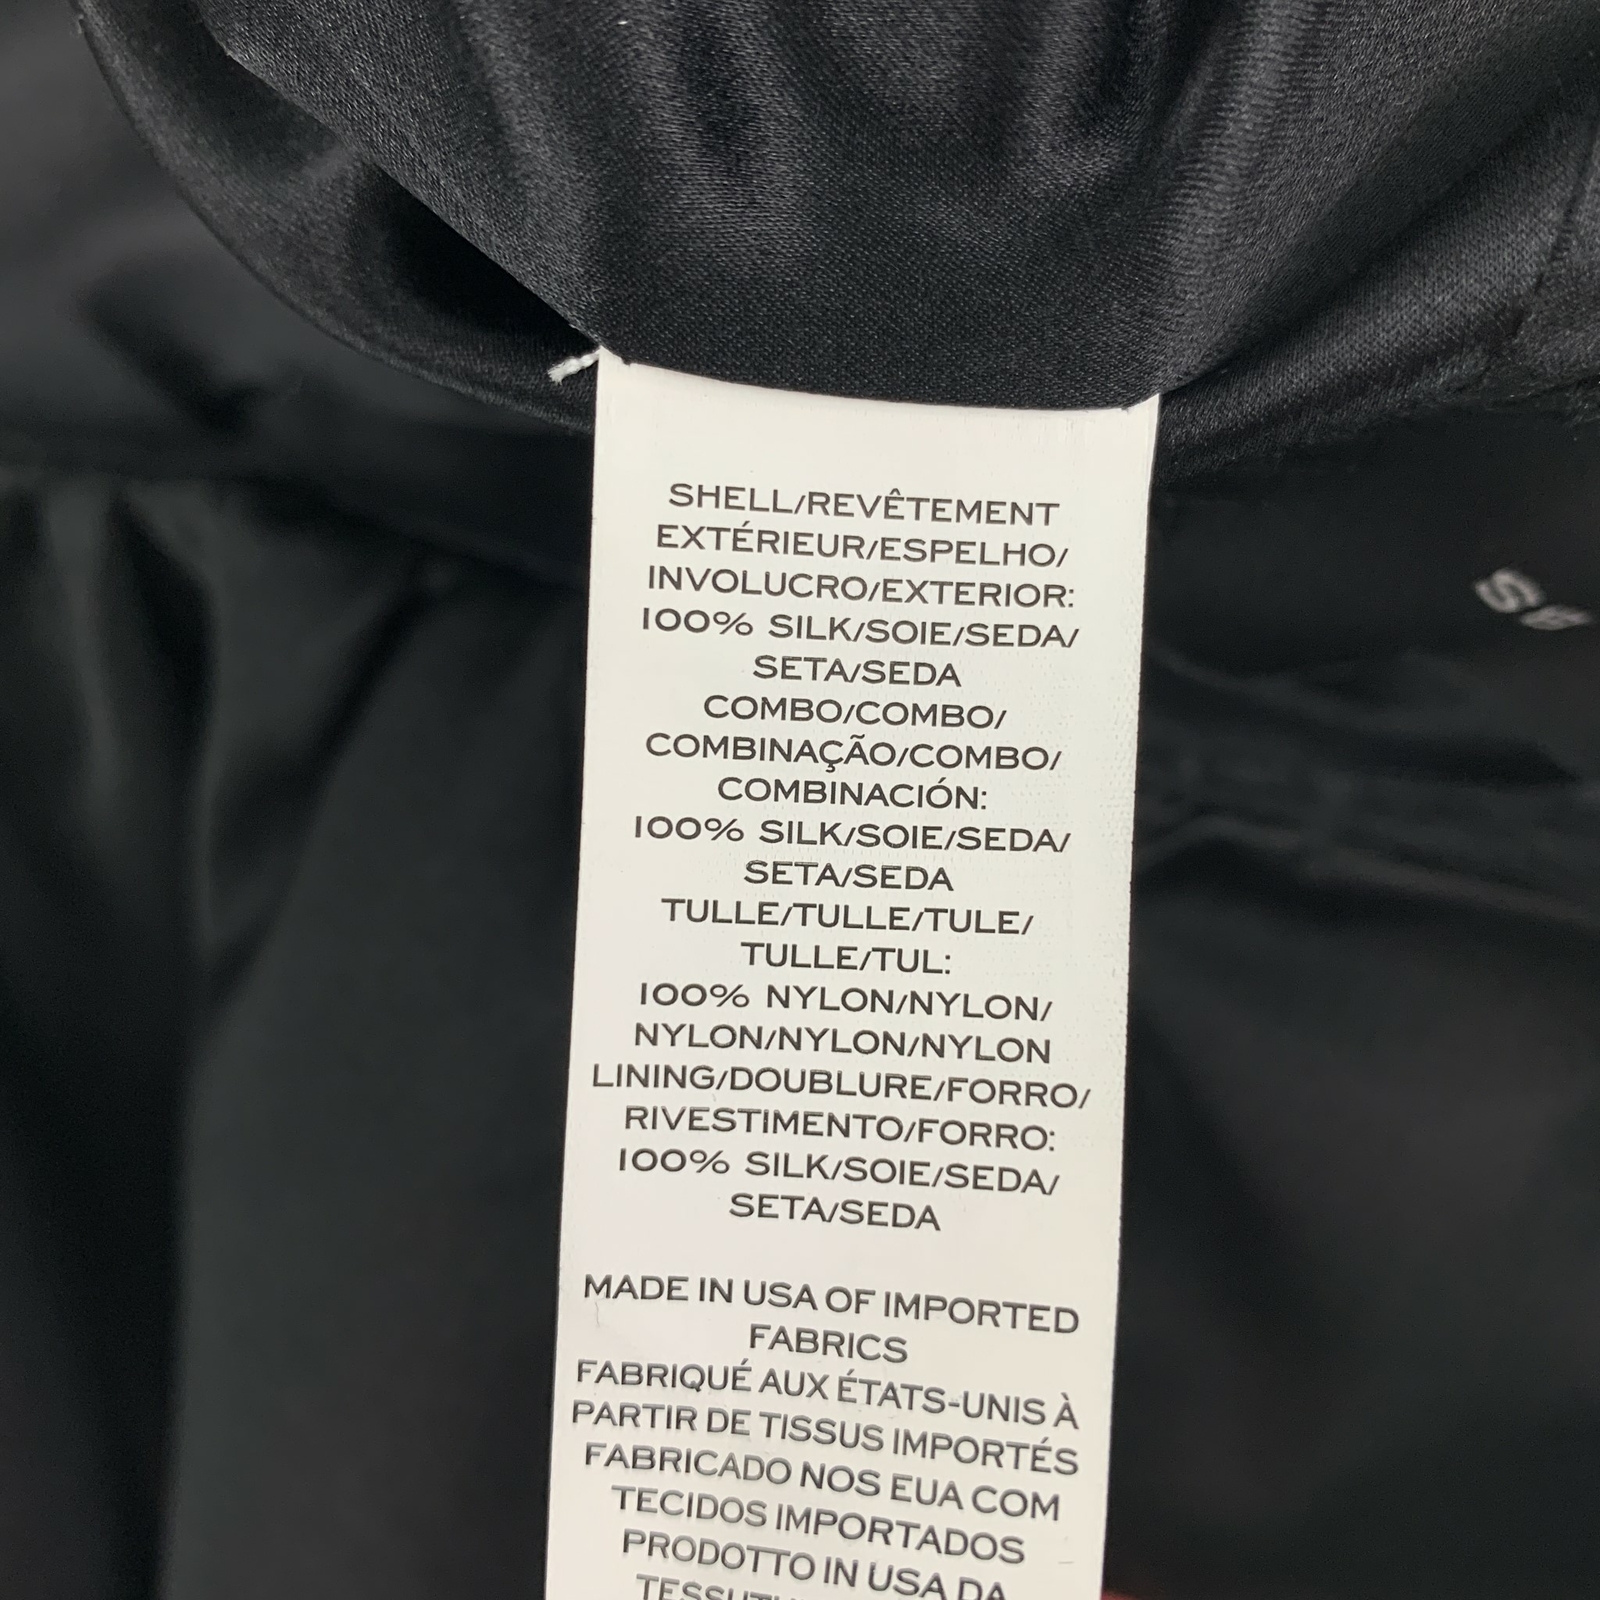 SHELL/REVÊTEMENT
EXTÉRIEUR/ESPELHO/
INVOLUCRO/EXTERIOR:
100% SILK/SOIE/SEDA/
SETA/SEDA
COMBO/COMBO/
COMBINAÇÃO/COMBO/
COMBINACIÓN:
100% SILK/SOIE/SEDA/
SETA/SEDA
TULLE/TULLE/TULE/
TULLE/TUL:
100% NYLON/NYLON/
NYLON/NYLON/NYLON
LINING/DOUBLURE/FORRO/
RIVESTIMENTO/FORRO:
100% SILK/SOIE/SEDA/
SETA/SEDA
MADE IN USA OF IMPORTED
FABRICS
FABRIQUÉ AUX ÉTATS-UNIS À
PARTIR DE TISSUS IMPORTÉS
FABRICADO NOS EUA COM
TECIDOS IMPORTADOS
PRODOTTO IN USA DA